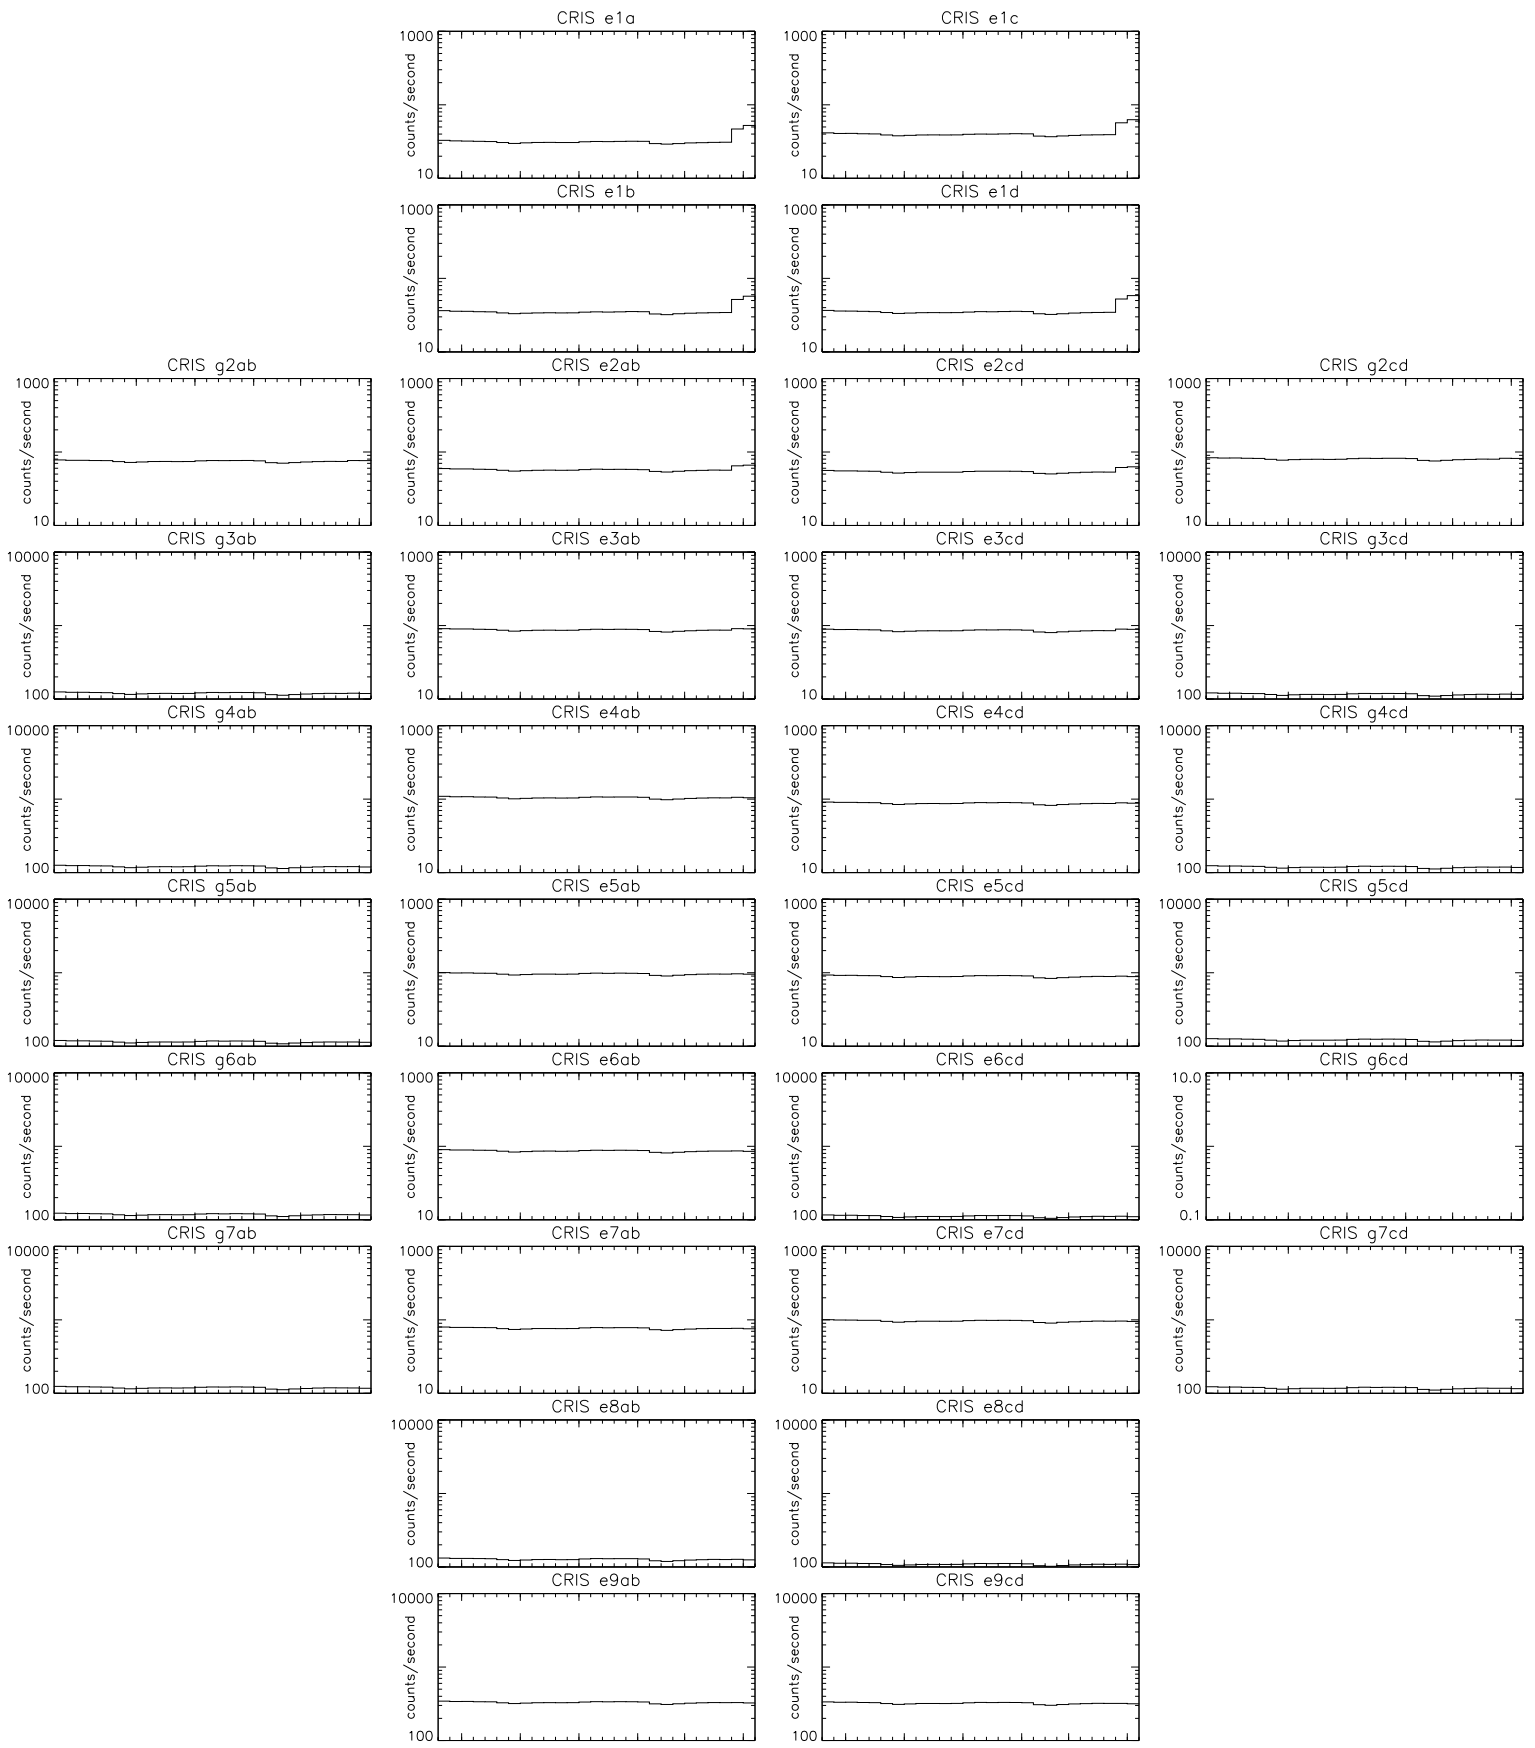 CRIS e1a CRIS e1c
1000 1000
counts/second counts/second
10 10
CRIS e1b CRIS e1d
1000 1000
counts/second counts/second
10 10
CRIS g2ab CRIS e2ab CRIS e2cd CRIS g2cd
1000 1000 1000 1000
counts/second counts/second counts/second counts/second
10 10 10 10
CRIS g3ab CRIS e3ab CRIS e3cd CRIS g3cd
10000 1000 1000 10000
counts/second counts/second counts/second counts/second
100 10 10 100
CRIS g4ab CRIS e4ab CRIS e4cd CRIS g4cd
10000 1000 1000 10000
counts/second counts/second counts/second counts/second
100 10 10 100
CRIS g5ab CRIS e5ab CRIS e5cd CRIS g5cd
10000 1000 1000 10000
counts/second counts/second counts/second counts/second
100 10 10 100
CRIS g6ab CRIS e6ab CRIS e6cd CRIS g6cd
10000 1000 10000 10.0
counts/second counts/second counts/second counts/second
100 10 100 0.1
CRIS g7ab CRIS e7ab CRIS e7cd CRIS g7cd
10000 1000 1000 10000
counts/second counts/second counts/second counts/second
100 10 10 100
CRIS e8ab CRIS e8cd
10000 10000
counts/second counts/second
100 100
CRIS e9ab CRIS e9cd
10000 10000
counts/second counts/second
100 100